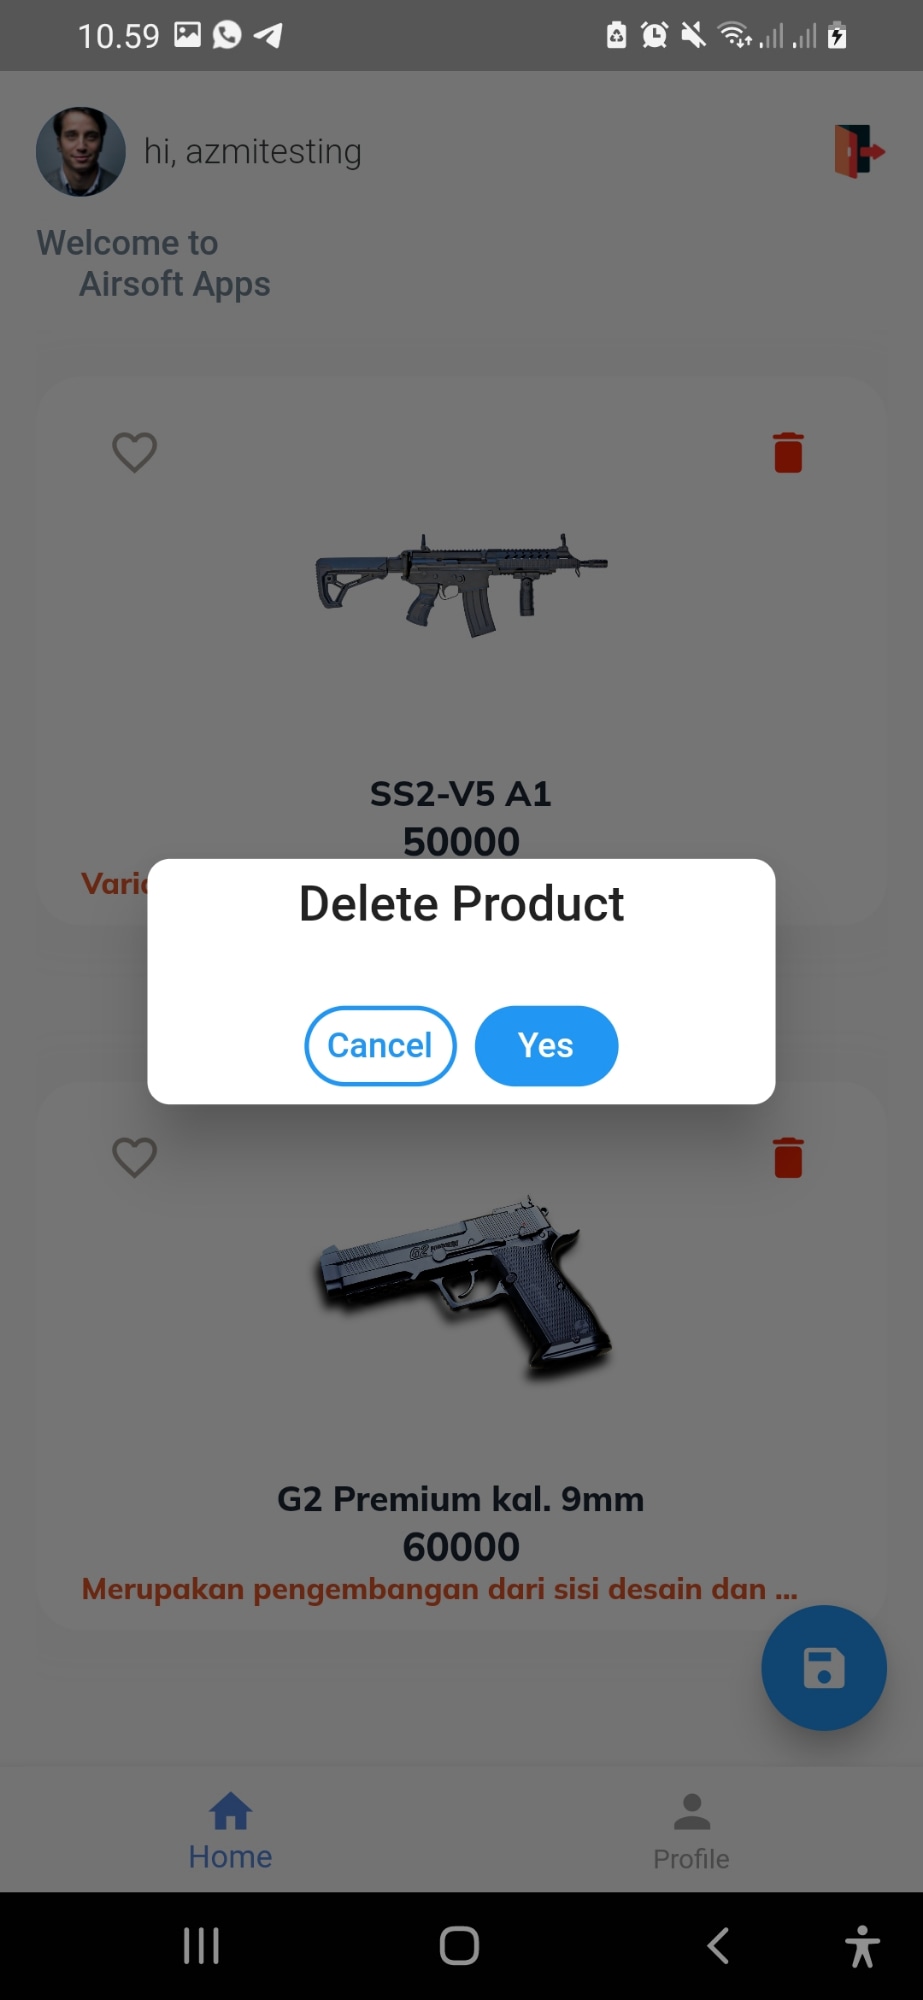 10.59
hi, azmitesting
Welcome to
Airsoft Apps
SS2-V5 A1
50000
Delete Product
Cancel Yes
G2
G2 Premium kal. 9mm
60000
Merupakan pengembangan dari sisi desain dan ...
Home
Profile